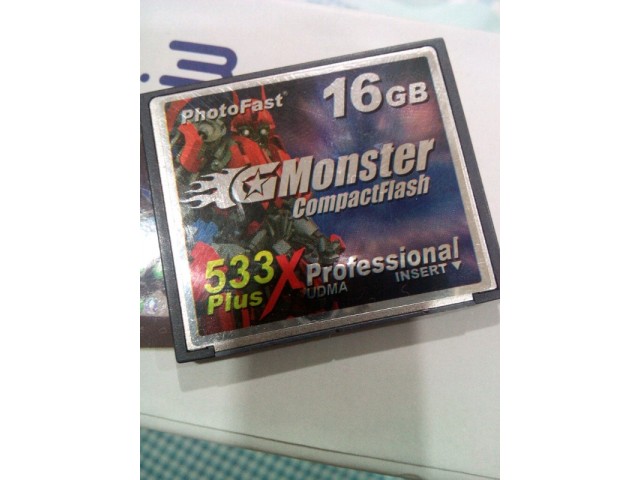 PhotoFast®
16GB
GMonster
CompactFlash
533X
Plus
Professional
UDMA
INSERT ▼